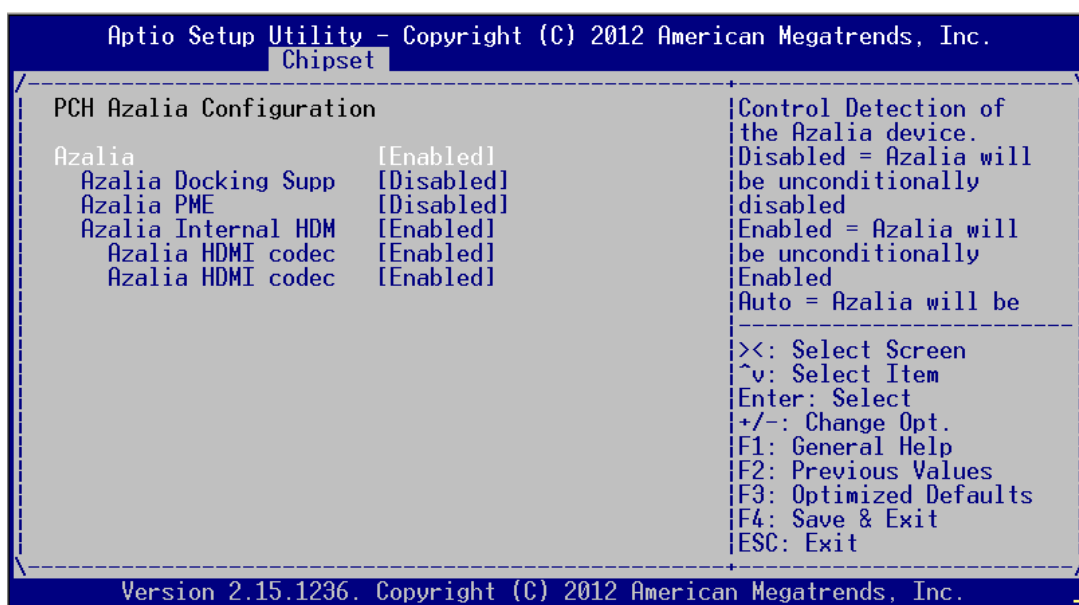 Aptio Setup Utility - Copyright (C) 2012 American Megatrends, Inc.
Chipset
PCH Azalia Configuration
Azalia [Enabled]
Azalia Docking Supp [Disabled]
Azalia PME [Disabled]
Azalia Internal HDM [Enabled]
Azalia HDMI codec [Enabled]
Azalia HDMI codec [Enabled]
Control Detection of
the Azalia device.
Disabled = Azalia will
be unconditionally
disabled
Enabled = Azalia will
be unconditionally
Enabled
Auto = Azalia will be
><: Select Screen
^v: Select Item
Enter: Select
+/-: Change Opt.
F1: General Help
F2: Previous Values
F3: Optimized Defaults
F4: Save & Exit
ESC: Exit
Version 2.15.1236. Copyright (C) 2012 American Megatrends, Inc.